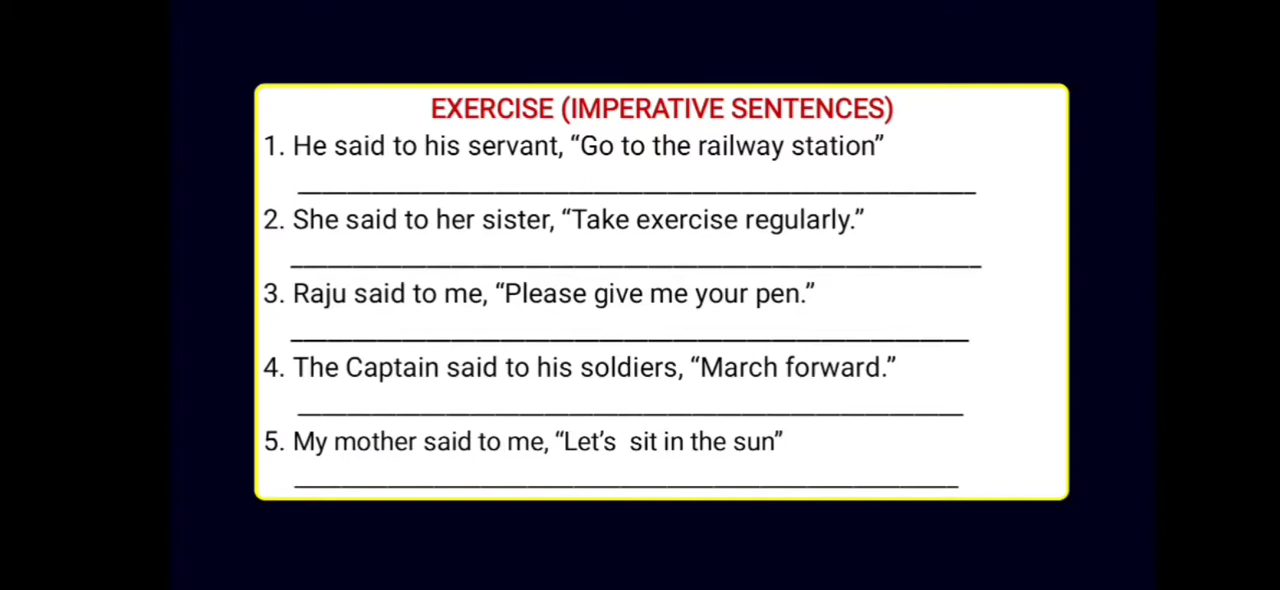 EXERCISE (IMPERATIVE SENTENCES)
1. He said to his servant, “Go to the railway station”
2. She said to her sister, “Take exercise regularly.”
3. Raju said to me, “Please give me your pen.”
4. The Captain said to his soldiers, “March forward.”
5. My mother said to me, “Let’s  sit in the sun”